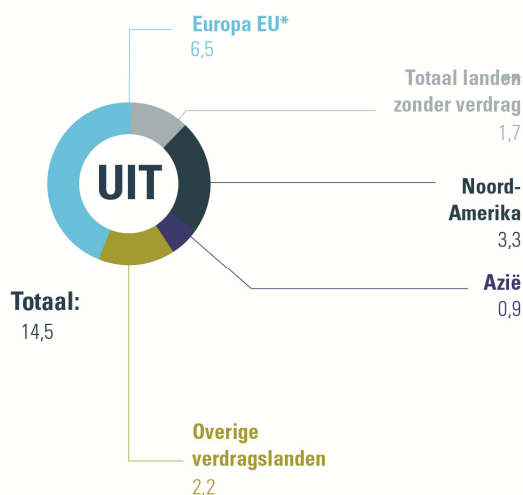 Europa EU*
6,5
Totaal landen**
zonder verdrag
1,7
UIT
Noord-
Amerika
3,3
Azië
0,9
Totaal:
14,5
Overige
verdragslanden
2.2